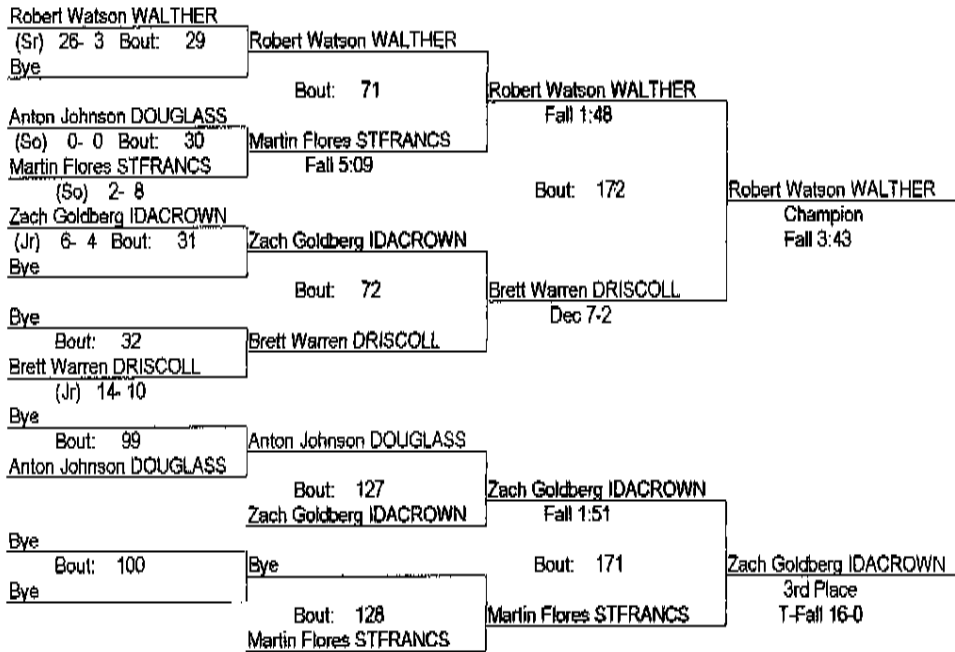 Robert Watson WALTHER
(Sr) 26- 3 Bout: 29
Bye
Robert Watson WALTHER
Bout: 71
Anton Johnson DOUGLASS
(So) 0- 0 Bout: 30
Martin Flores STFRANCS
(So) 2- 8
Martin Flores STFRANCS
Fall 5:09
Robert Watson WALTHER
Fall 1:48
Bout: 172
Zach Goldberg IDACROWN
(Jr) 6- 4 Bout: 31
Bye
Zach Goldberg IDACROWN
Bout: 72
Bye
Bout: 32
Brett Warren DRISCOLL
(Jr) 14- 10
Brett Warren DRISCOLL
Brett Warren DRISCOLL
Dec 7-2
Robert Watson WALTHER
Champion
Fall 3:43
Bye
Bout: 99
Anton Johnson DOUGLASS
Anton Johnson DOUGLASS
Bout: 127
Zach Goldberg IDACROWN
Zach Goldberg IDACROWN
Fall 1:51
Bout: 171
Bye
Bout: 100
Bye
Bye
Bout: 128
Martin Flores STFRANCS
Martin Flores STFRANCS
Zach Goldberg IDACROWN
3rd Place
T-Fall 16-0